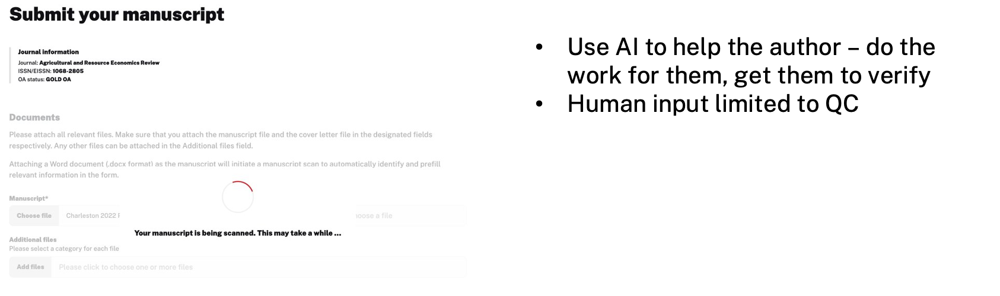 Submit your manuscript
Journal information
Journal: Agricultural and Resource Economics Review
ISSN/EISSN: 1068-2805
OA status: GOLD OA
Documents
Please attach all relevant files. Make sure that you attach the manuscript file and the cover letter file in the designated fields
respectively. Any other files can be attached in the Additional files field.
Attaching a Word document (.docx format) as the manuscript will initiate a manuscript scan to automatically identify and prefill
relevant information in the form.
Manuscript*
Choose file Charleston 2022 a file
Your manuscript is being scanned. This may take a while ...
Additional files
Please select a category for each file
Add files Please click to choose one or more files
• Use AI to help the author – do the
work for them, get them to verify
• Human input limited to QC